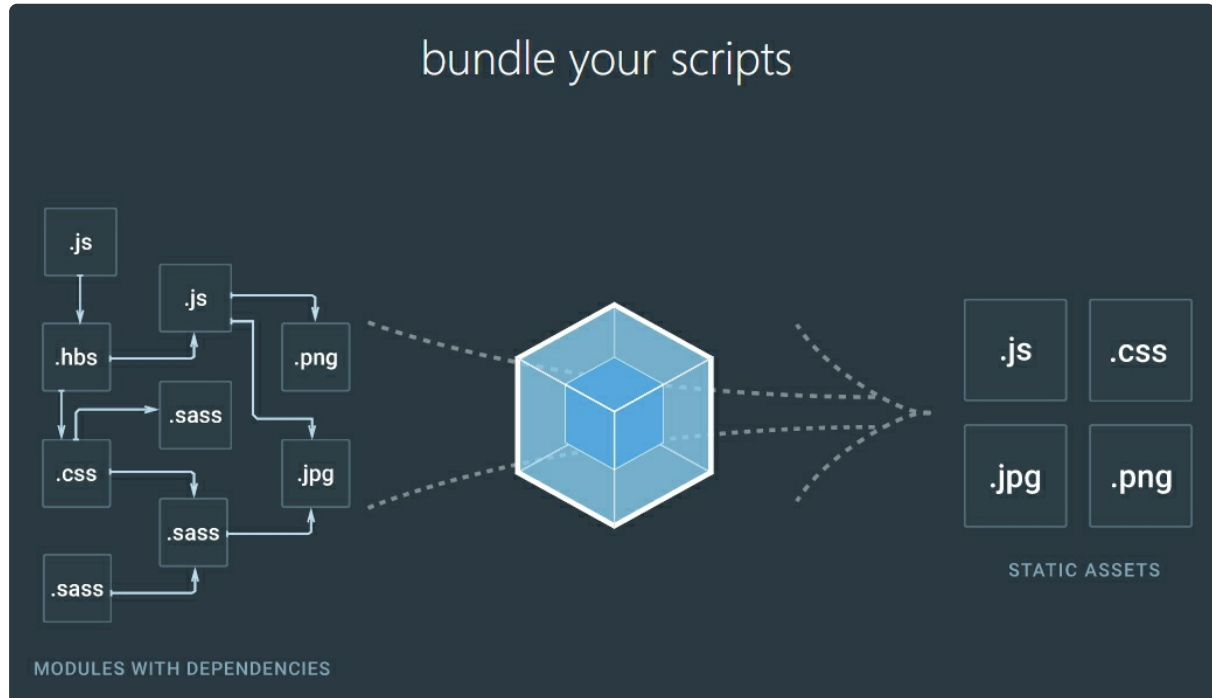 bundle your scripts
.js
.js
.hbs
.png
.sass
.css
.jpg
.sass
.sass
MODULES WITH DEPENDENCIES
.js
.css
.jpg
.png
STATIC ASSETS